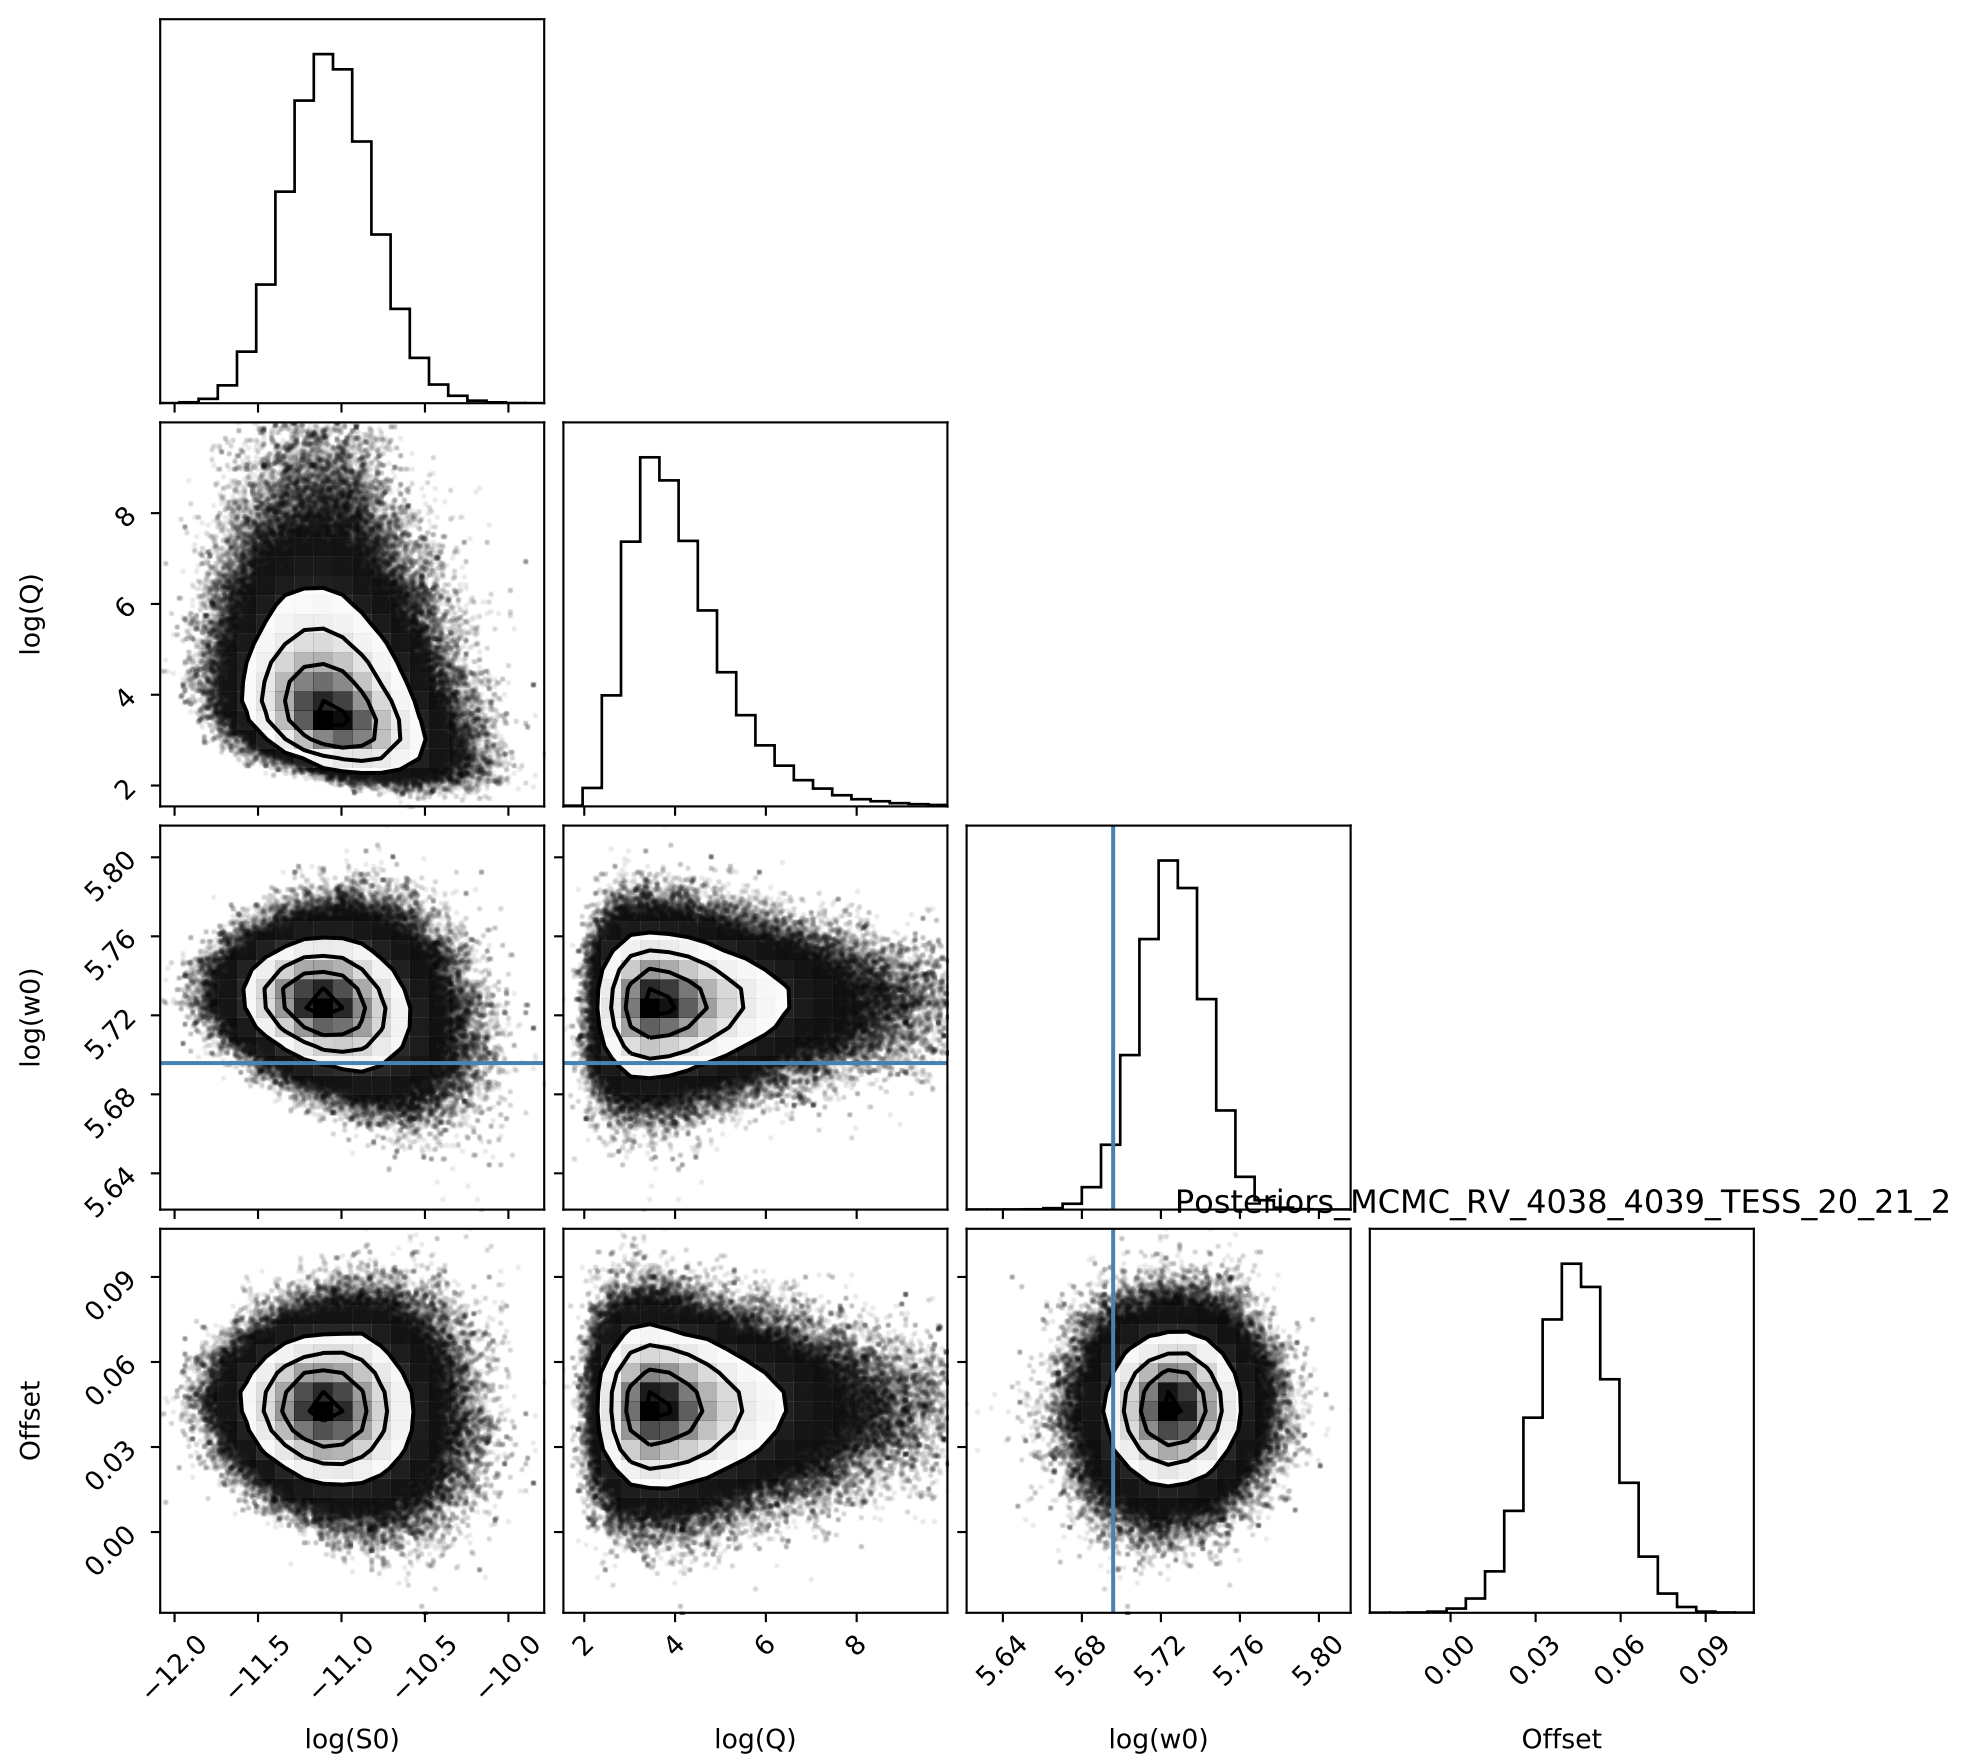 log(Q)
8
6
4
2
log(w0)
5.80
5.76
5.72
5.68
5.64
Posteriors_MCMC_RV_4038_4039_TESS_20_21_2
Offset
0.09
0.06
0.03
0.00
−12.0 −11.5 −11.0 −10.5 −10.0 2 4 6 8 5.64 5.68 5.72 5.76 5.80 0.00 0.03 0.06 0.09
log(S0) log(Q) log(w0) Offset